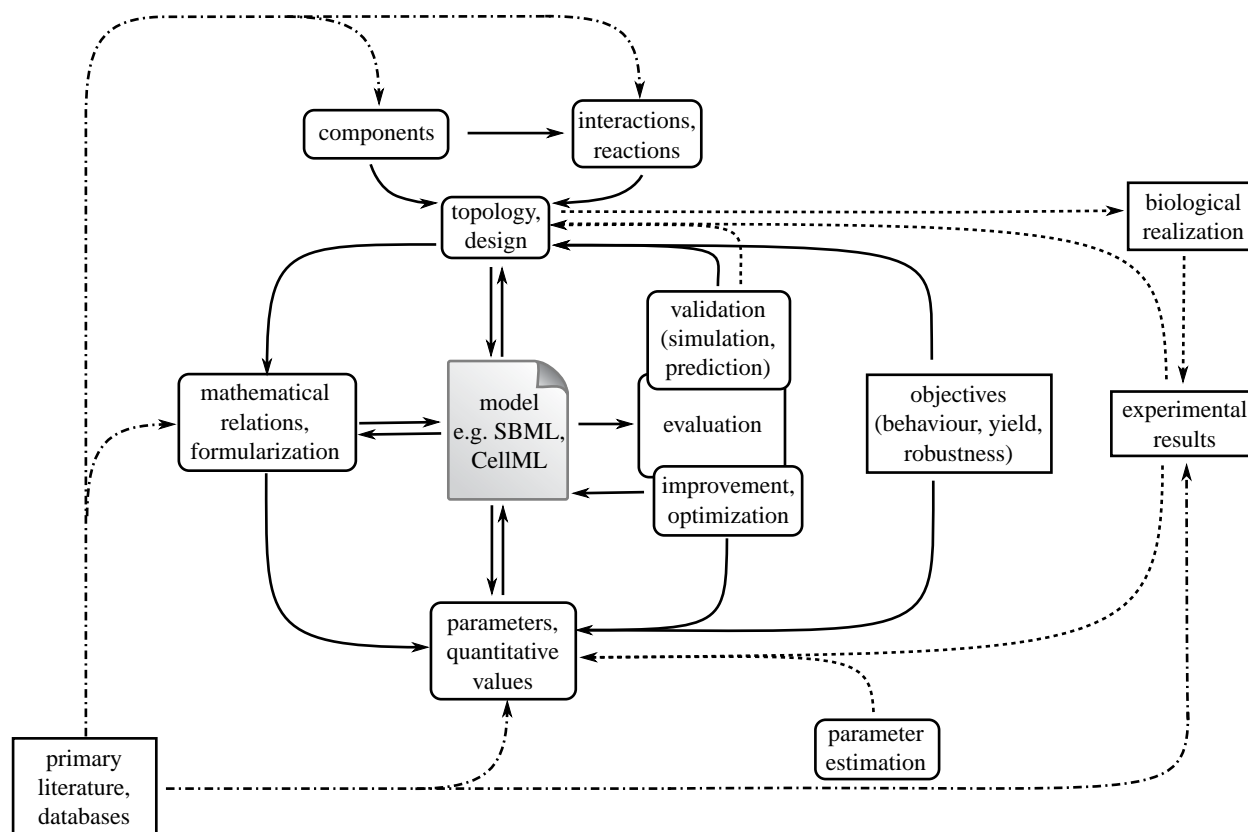 components
interactions,
reactions
topology,
design
biological
realization
validation
(simulation,
prediction)
mathematical
relations,
formularization
model
e.g. SBML,
CellML
evaluation
objectives
(behaviour, yield,
robustness)
experimental
results
improvement,
optimization
parameters,
quantitative
values
parameter
estimation
primary
literature,
databases